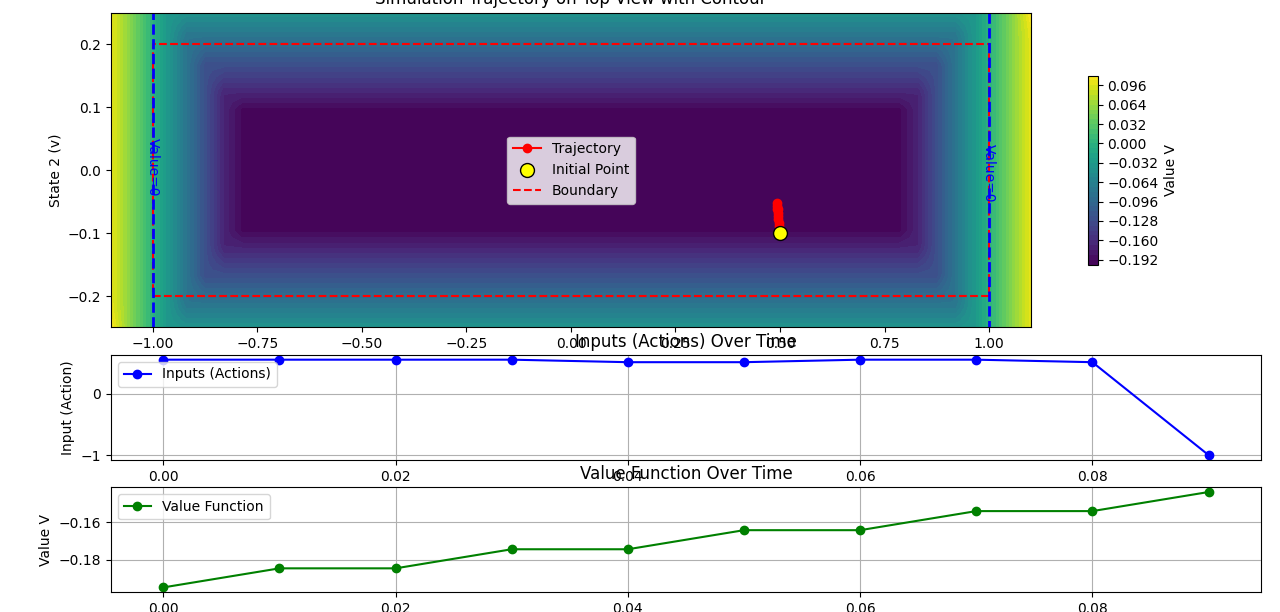 Simulation Trajectory on Top View with Contour
State 2 (v)
0.2
0.1
0.0
−0.1
−0.2
Value=0
Value=0
Trajectory
Initial Point
Boundary
0.096
0.064
0.032
0.000
−0.032
−0.064
−0.096
−0.128
−0.160
−0.192
Value V
−1.00 −0.75 −0.50 −0.25 0.00 0.25 0.50 0.75 1.00
Inputs (Actions) Over Time
Input (Action)
0
−1
Inputs (Actions)
0.00 0.02 0.04 0.06 0.08
Value Function Over Time
Value V
−0.16
−0.18
Value Function
0.00 0.02 0.04 0.06 0.08